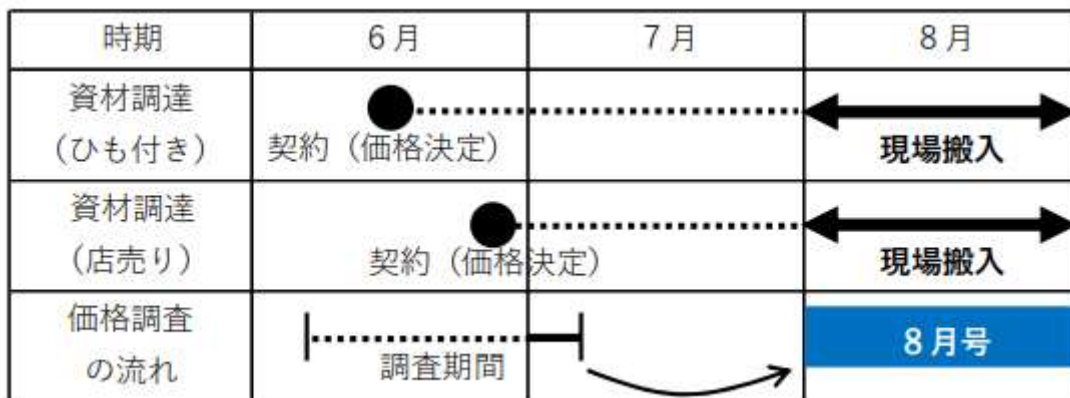 時期 6月 7月 8月
資材調達
（ひも付き）
契約（価格決定）
現場搬入
資材調達
（店売り）
契約（価格決定）
現場搬入
価格調査
の流れ
調査期間
8月号